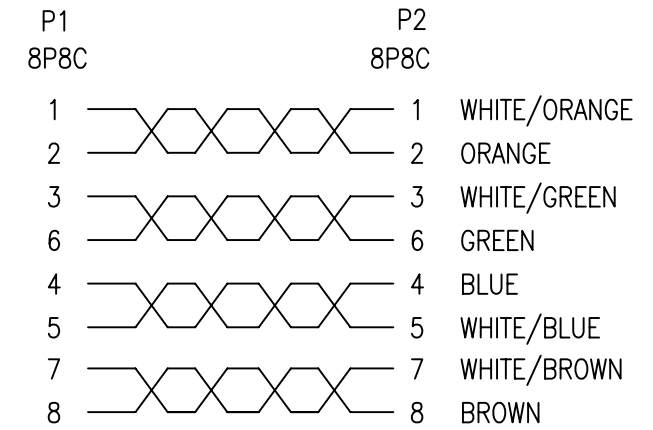 P1 P2
8P8C 8P8C
1 1 WHITE/ORANGE
2 2 ORANGE
3 3 WHITE/GREEN
6 6 GREEN
4 4 BLUE
5 5 WHITE/BLUE
7 7 WHITE/BROWN
8 8 BROWN